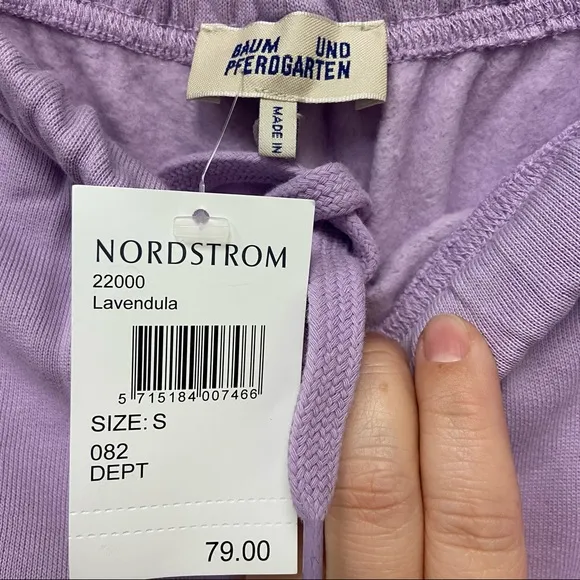 BAUM UND
PFERDGARTEN
MADE IN
NORDSTROM
22000
Lavendula
5 715184 007466
SIZE: S
082
DEPT
79.00